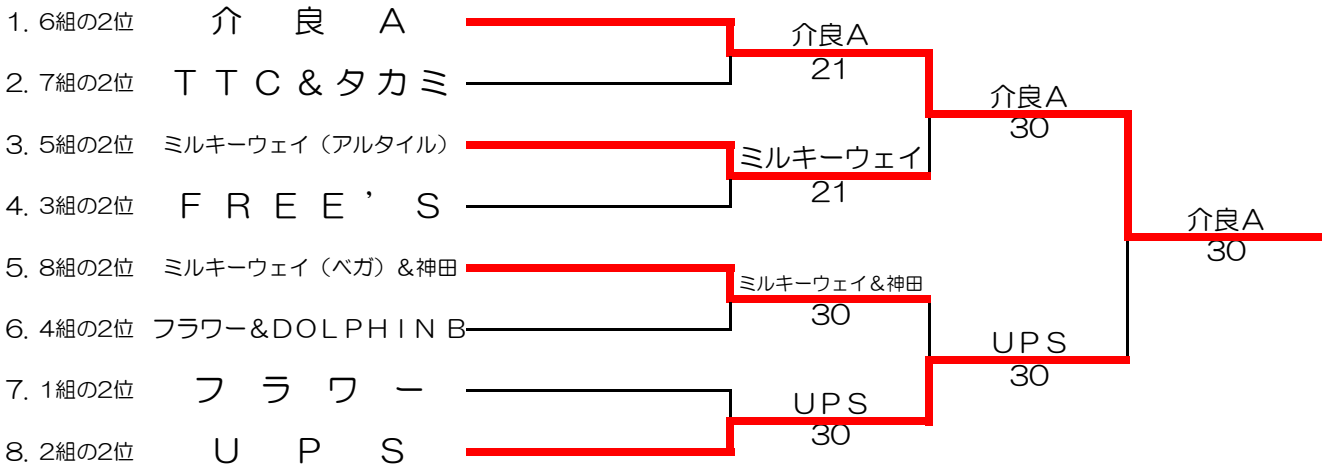 1. 6組の2位 介良A
2. 7組の2位 TTC&タカミ
3. 5組の2位 ミルキーウェイ（アルタイル）
4. 3組の2位 FREE’S
5. 8組の2位 ミルキーウェイ（ベガ）&神田
6. 4組の2位 フラワー&DOLPHIN B
7. 1組の2位 フラワー
8. 2組の2位 UPS
介良A
21
ミルキーウェイ
21
ミルキーウェイ&神田
30
UPS
30
介良A
30
UPS
30
介良A
30